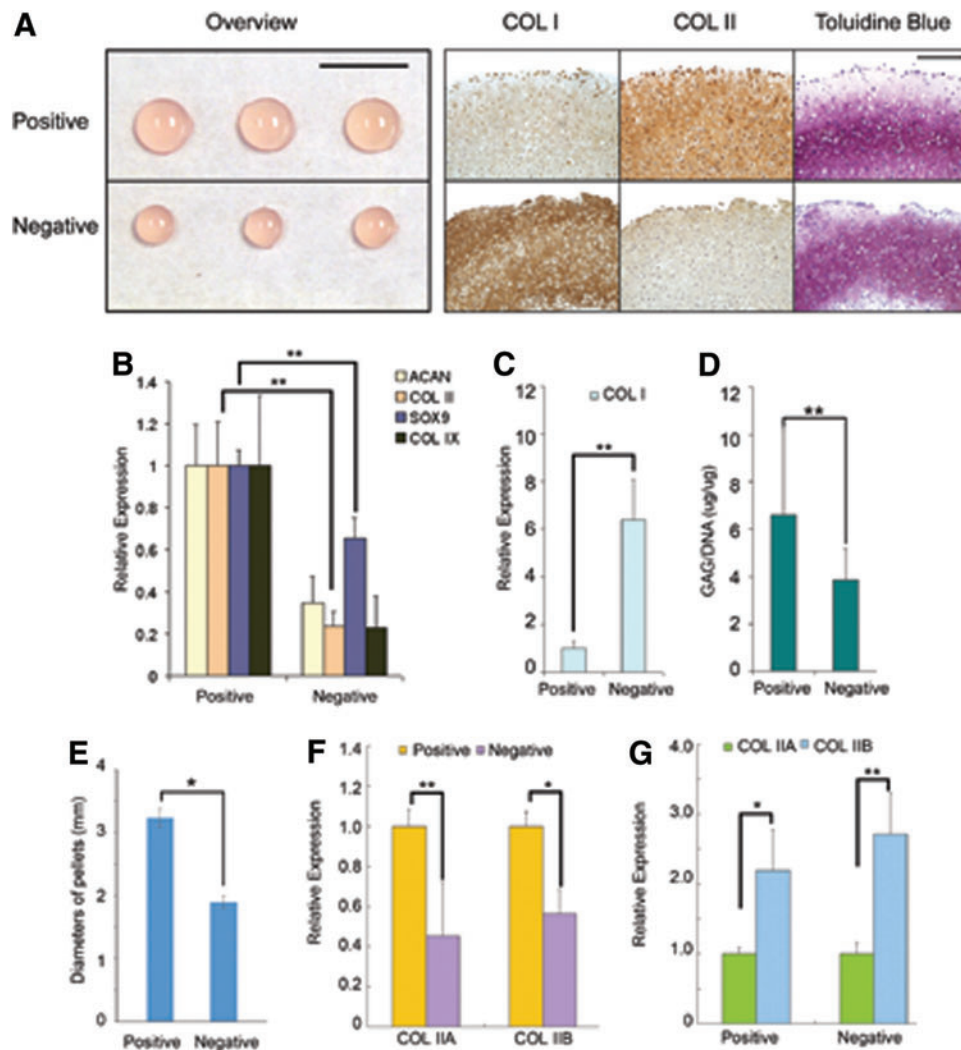 A
Overview
COL I
COL II
Toluidine Blue
Positive
Negative
B
Relative Expression
1.4
1.2
1
0.8
0.6
0.4
0.2
0
**
**
ACAN
COL II
SOX9
COL IX
Positive
Negative
C
Relative Expression
10
8
6
4
2
0
COL I
**
Positive
Negative
D
GAG/DNA (ug/ug)
12
10
8
6
4
2
0
**
Positive
Negative
E
Diameters of pellets (mm)
4
3
2
1
0
*
Positive
Negative
F
Relative Expression
1.4
1.2
1.0
0.8
0.6
0.4
0
Positive
Negative
**
*
COL IIA
COL IIB
G
Relative Expression
4.0
3.0
2.0
1.0
0
COL IIA
COL IIB
*
**
Positive
Negative